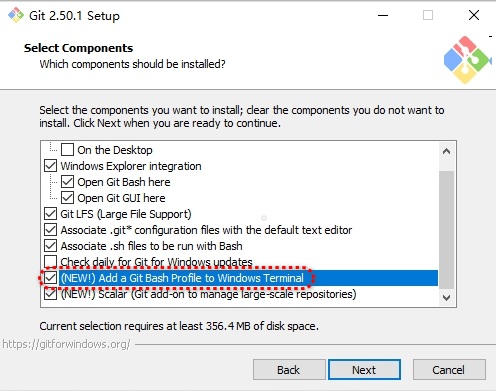 Git 2.50.1 Setup
Select Components
Which components should be installed?
Select the components you want to install; clear the components you do not want to
install. Click Next when you are ready to continue.
On the Desktop
Windows Explorer integration
Open Git Bash here
Open Git GUI here
Git LFS (Large File Support)
Associate .git* configuration files with the default text editor
Associate .sh files to be run with Bash
Check daily for Git for Windows updates
(NEW!) Add a Git Bash Profile to Windows Terminal
(NEW!) Scalar (Git add-on to manage large-scale repositories)
Current selection requires at least 356.4 MB of disk space.
https://gitforwindows.org/
Back
Next
Cancel